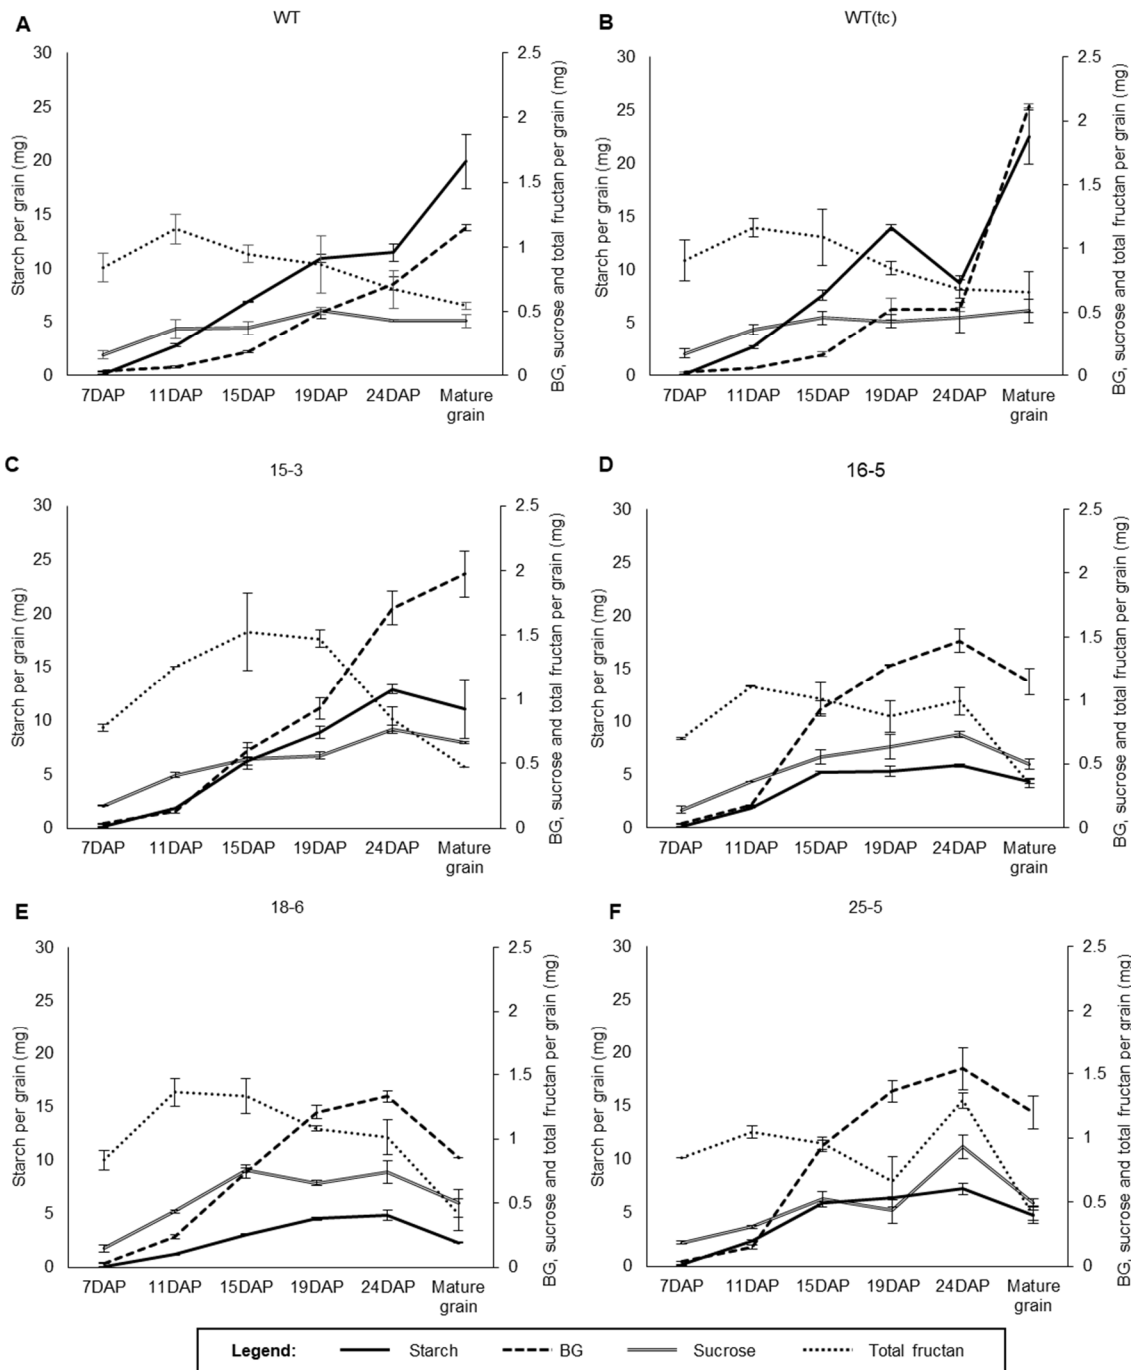 A
WT
Starch per grain (mg)
30
25
20
15
10
5
0
2.5
2
1.5
1
0.5
0
BG, sucrose and total fructan per grain (mg)
7DAP 11DAP 15DAP 19DAP 24DAP Mature
grain
B
WT(tc)
Starch per grain (mg)
30
25
20
15
10
5
0
2.5
2
1.5
1
0.5
0
BG, sucrose and total fructan per grain (mg)
7DAP 11DAP 15DAP 19DAP 24DAP Mature
grain
C
15-3
Starch per grain (mg)
30
25
20
15
10
5
0
2.5
2
1.5
1
0.5
0
BG, sucrose and total fructan per grain (mg)
7DAP 11DAP 15DAP 19DAP 24DAP Mature
grain
D
16-5
Starch per grain (mg)
30
25
20
15
10
5
0
2.5
2
1.5
1
0.5
0
BG, sucrose and total fructan per grain (mg)
7DAP 11DAP 15DAP 19DAP 24DAP Mature
grain
E
18-6
Starch per grain (mg)
30
25
20
15
10
5
0
2.5
2
1.5
1
0.5
0
BG, sucrose and total fructan per grain (mg)
7DAP 11DAP 15DAP 19DAP 24DAP Mature
grain
F
25-5
Starch per grain (mg)
30
25
20
15
10
5
0
2.5
2
1.5
1
0.5
0
BG, sucrose and total fructan per grain (mg)
7DAP 11DAP 15DAP 19DAP 24DAP Mature
grain
Legend: Starch BG Sucrose Total fructan